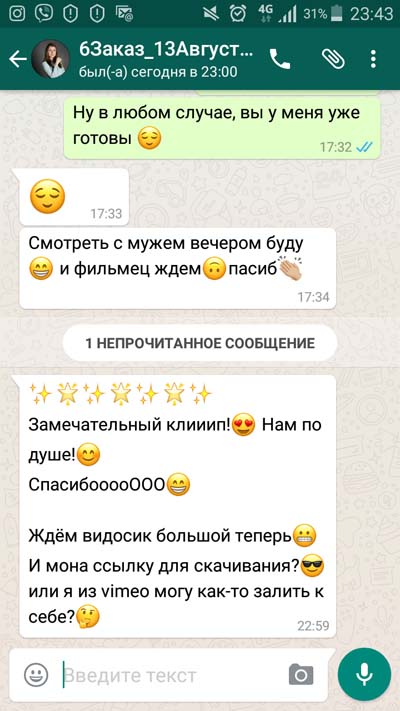 4G 31% 23:43
6Заказ_13Август...
был(-а) сегодня в 23:00
Ну в любом случае, вы у меня уже
готовы 😌
17:32
😌
17:33
Смотреть с мужем вечером буду
😁 и фильмец ждем🙃пасиб👏🏼
17:34
1 НЕПРОЧИТАННОЕ СООБЩЕНИЕ
✨🌟✨🌟✨🌟✨
Замечательный клииип!😍 Нам по
душе!😊
СпасибооооООО😁
Ждём видосик большой теперь😬
И мона ссылку для скачивания?😎
или я из vimeo могу как-то залить к
себе?🤔
22:59
Введите текст